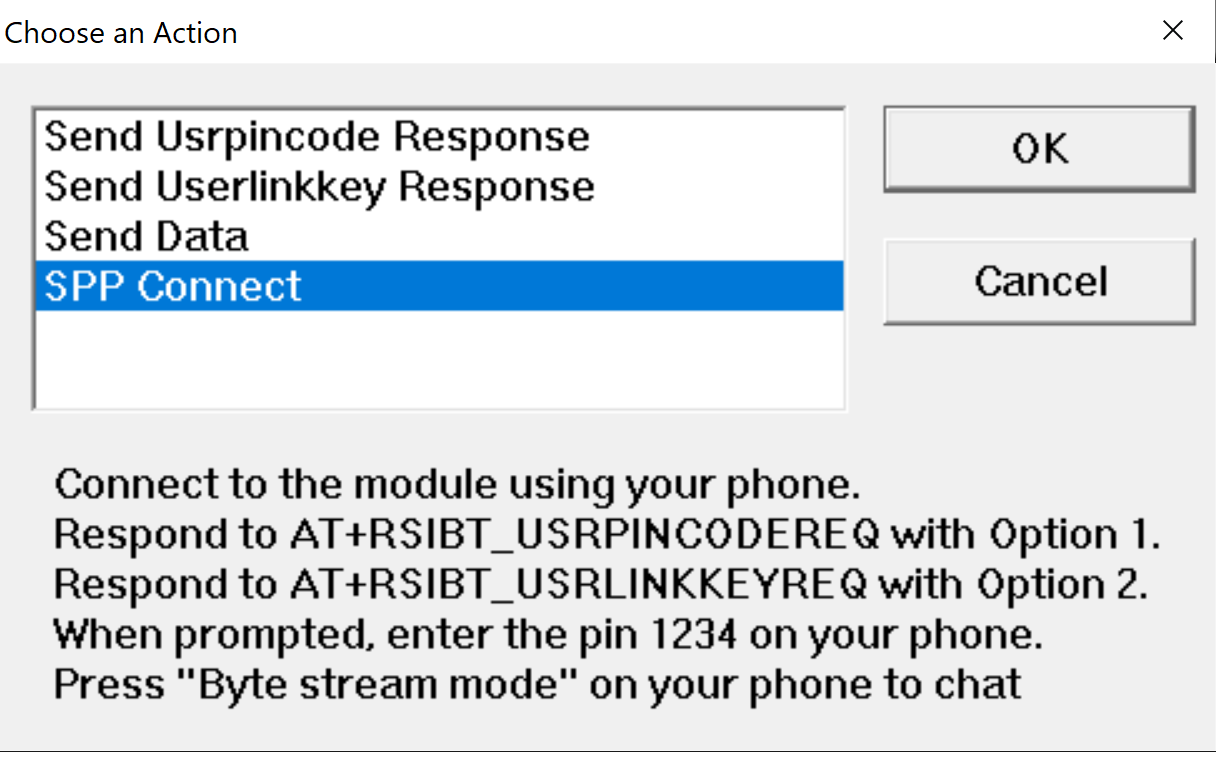 Choose an Action
Send Usrpincode Response
Send Userlinkkey Response
Send Data
SPP Connect
OK
Cancel
Connect to the module using your phone.
Respond to AT+RSIBT_USRPINCODEREQ with Option 1.
Respond to AT+RSIBT_USRLINKKEYREQ with Option 2.
When prompted, enter the pin 1234 on your phone.
Press "Byte stream mode" on your phone to chat